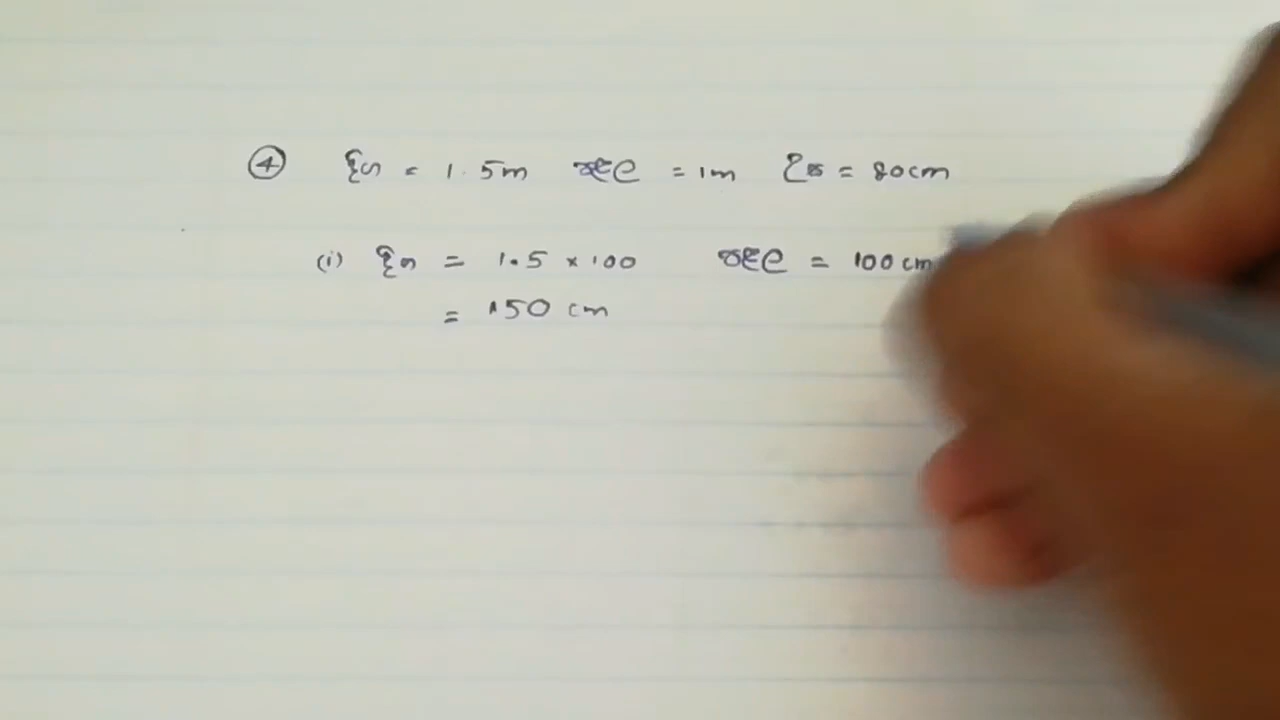 ④ දිග = 1.5m පළල = 1m උස = 80cm
(i) දිග = 1.5 × 100 පළල = 100 cm
= 150 cm